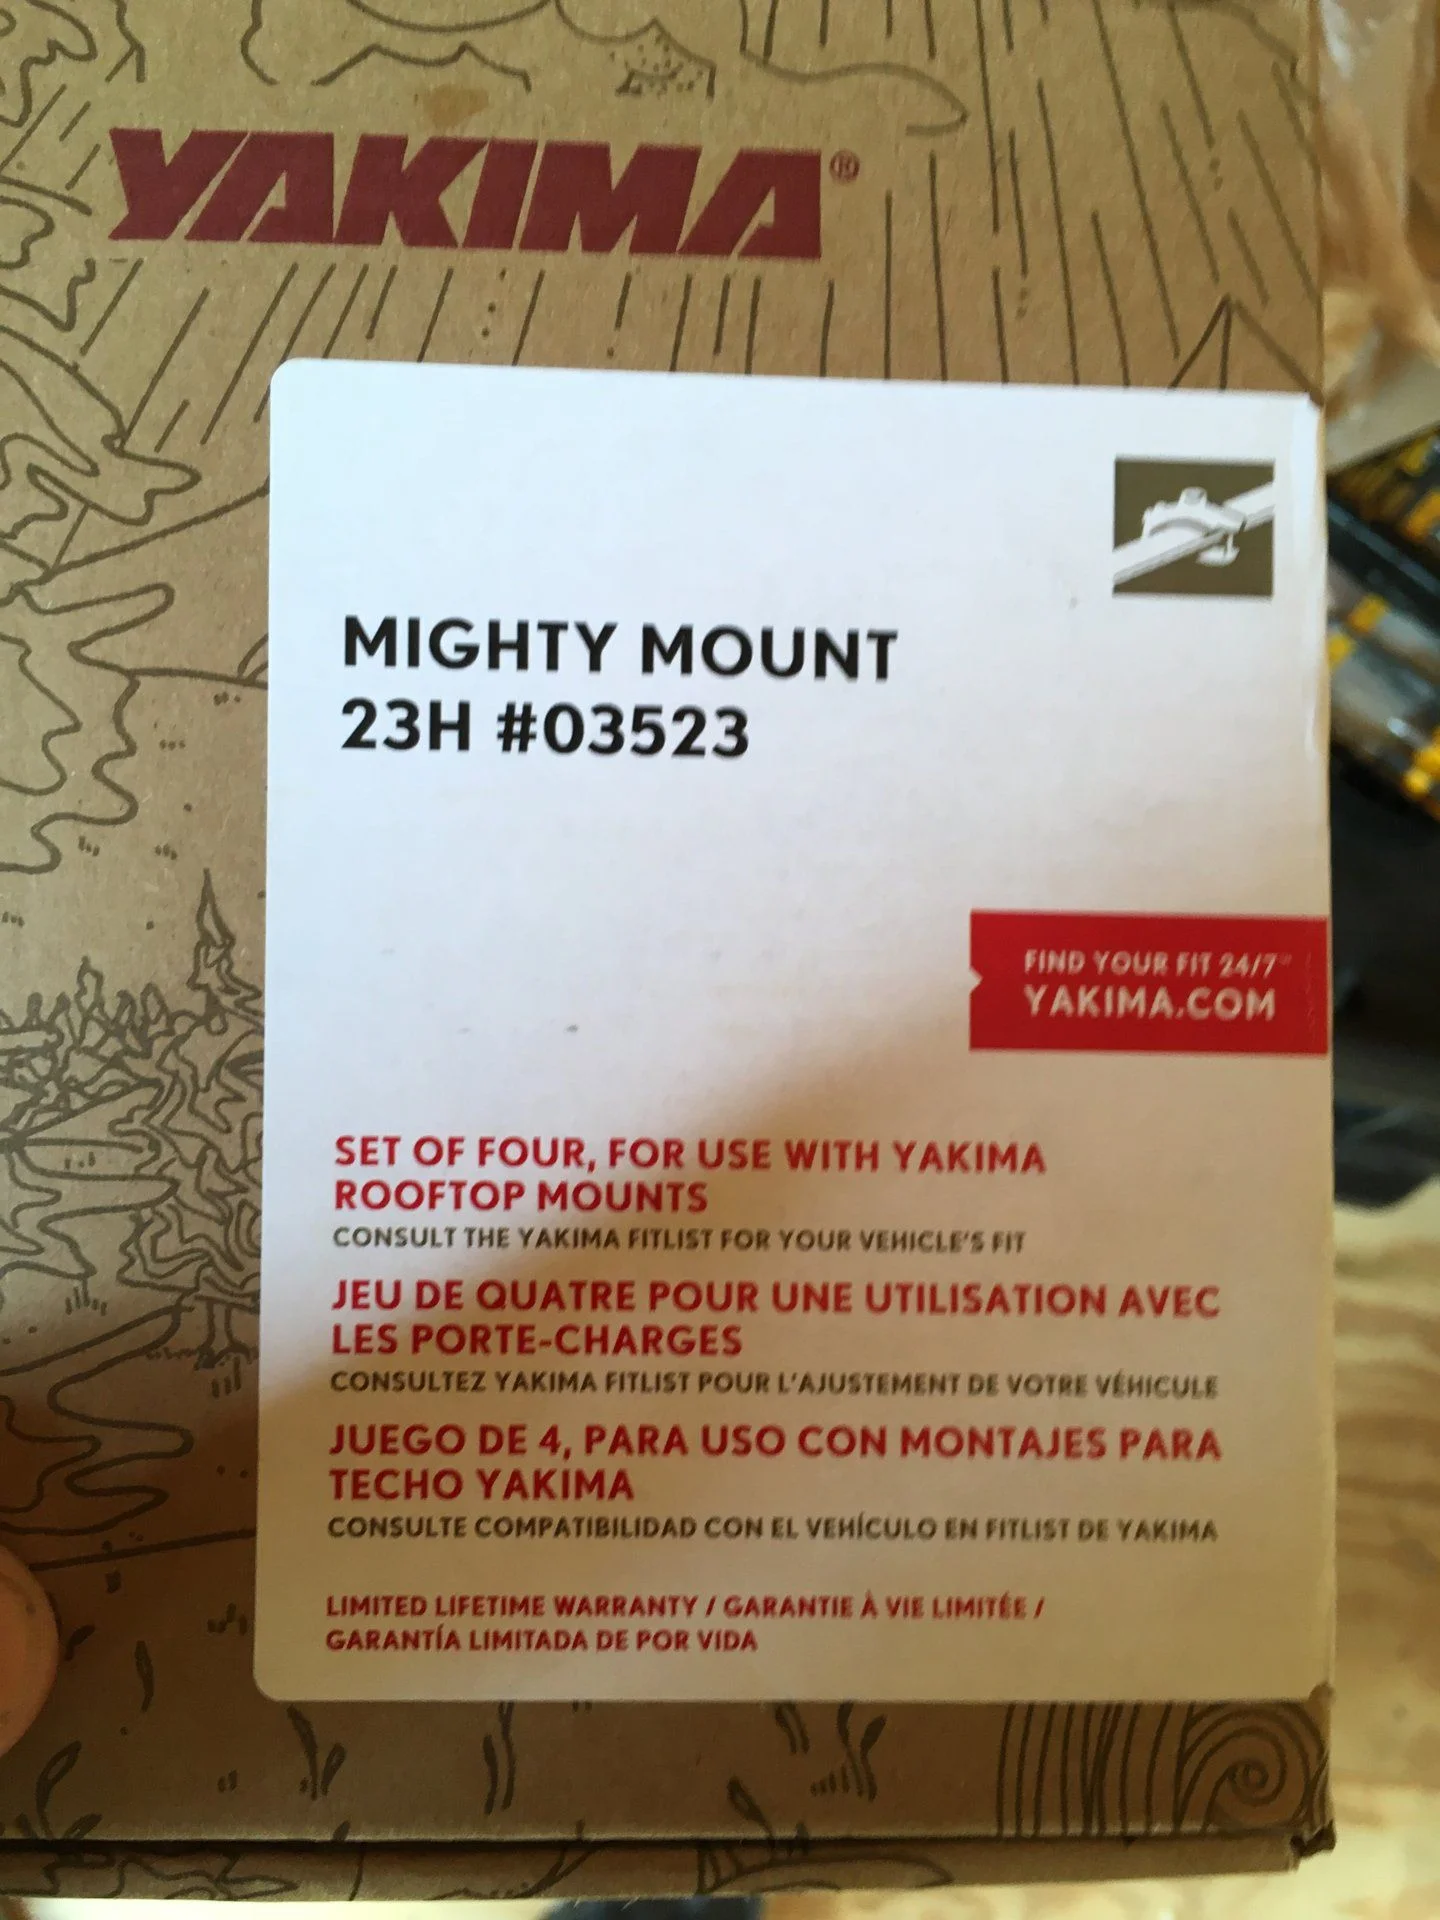 YAKIMA®
MIGHTY MOUNT
23H #03523
FIND YOUR FIT 24/7™
YAKIMA.COM
SET OF FOUR, FOR USE WITH YAKIMA
ROOFTOP MOUNTS
CONSULT THE YAKIMA FITLIST FOR YOUR VEHICLE'S FIT
JEU DE QUATRE POUR UNE UTILISATION AVEC
LES PORTE-CHARGES
CONSULTEZ YAKIMA FITLIST POUR L'AJUSTEMENT DE VOTRE VÉHICULE
JUEGO DE 4, PARA USO CON MONTAJES PARA
TECHO YAKIMA
CONSULTE COMPATIBILIDAD CON EL VEHÍCULO EN FITLIST DE YAKIMA
LIMITED LIFETIME WARRANTY / GARANTIE À VIE LIMITÉE /
GARANTÍA LIMITADA DE POR VIDA